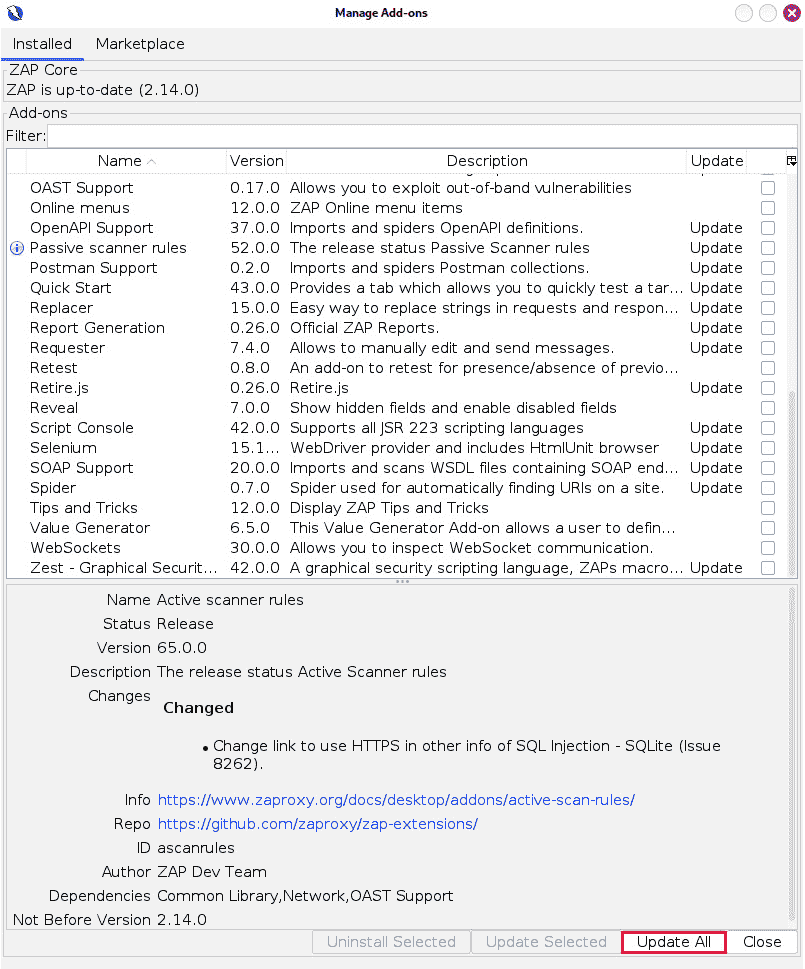 Manage Add-ons
Installed Marketplace
ZAP Core
ZAP is up-to-date (2.14.0)
Add-ons
Filter:
Name Version Description Update
OAST Support 0.17.0 Allows you to exploit out-of-band vulnerabilities
Online menus 12.0.0 ZAP Online menu items
OpenAPI Support 37.0.0 Imports and spiders OpenAPI definitions. Update
Passive scanner rules 52.0.0 The release status Passive Scanner rules Update
Postman Support 0.2.0 Imports and spiders Postman collections. Update
Quick Start 43.0.0 Provides a tab which allows you to quickly test a tar... Update
Replacer 15.0.0 Easy way to replace strings in requests and respon... Update
Report Generation 0.26.0 Official ZAP Reports. Update
Requester 7.4.0 Allows to manually edit and send messages. Update
Retest 0.8.0 An add-on to retest for presence/absence of previo...
Retire.js 0.26.0 Retire.js Update
Reveal 7.0.0 Show hidden fields and enable disabled fields
Script Console 42.0.0 Supports all JSR 223 scripting languages Update
Selenium 15.1... WebDriver provider and includes HtmlUnit browser Update
SOAP Support 20.0.0 Imports and scans WSDL files containing SOAP end... Update
Spider 0.7.0 Spider used for automatically finding URIs on a site. Update
Tips and Tricks 12.0.0 Display ZAP Tips and Tricks
Value Generator 6.5.0 This Value Generator Add-on allows a user to defin...
WebSockets 30.0.0 Allows you to inspect WebSocket communication.
Zest - Graphical Securit... 42.0.0 A graphical security scripting language, ZAPs macro... Update
Name Active scanner rules
Status Release
Version 65.0.0
Description The release status Active Scanner rules
Changes
Changed
• Change link to use HTTPS in other info of SQL Injection - SQLite (Issue
8262).
Info https://www.zaproxy.org/docs/desktop/addons/active-scan-rules/
Repo https://github.com/zaproxy/zap-extensions/
ID ascanrules
Author ZAP Dev Team
Dependencies Common Library,Network,OAST Support
Not Before Version 2.14.0
Uninstall Selected Update Selected Update All Close